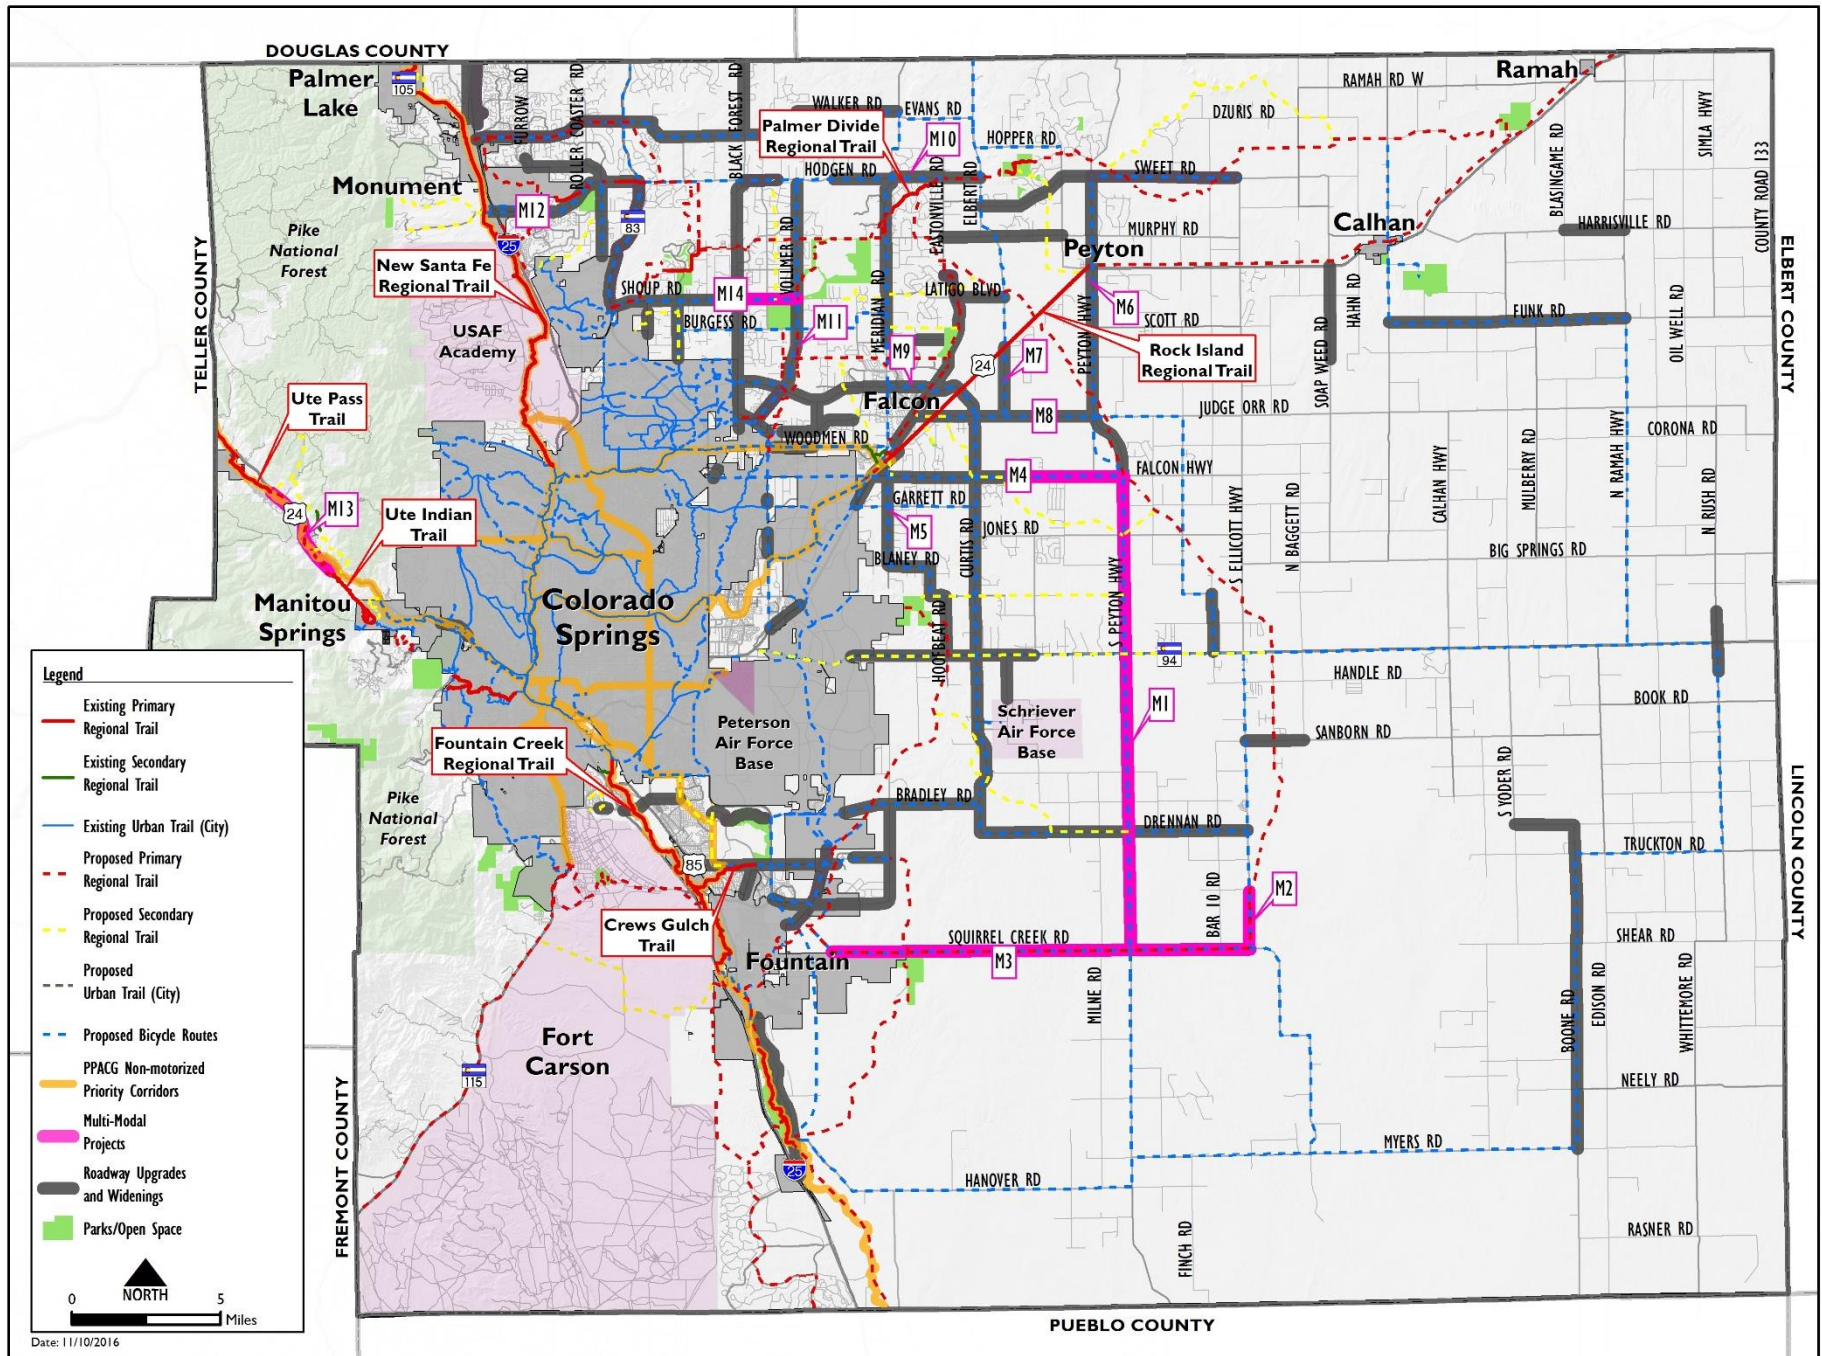 DOUGLAS COUNTY
Palmer
Lake
105
FURROW RD
ROLLER COASTER RD
BLACK FOREST RD
WALKER RD
EVANS RD
Palmer Divide
Regional Trail
M10
HOPPER RD
DZURIS RD
RAMAH RD W
Ramah
SIMLA HWY
COUNTY ROAD 133
BLASINGAME RD
Monument
M12
83
HODGEN RD
EASTONVILLE RD
ELBERT RD
SWEET RD
MURPHY RD
Calhan
HARRISVILLE RD
Pike
National
Forest
TELLER COUNTY
25
New Santa Fe
Regional Trail
USAF
Academy
SHOUP RD
M14
VOLLMER RD
BURGESS RD
M11
MERIDIAN RD
LATIGO BLVD
Peyton
PEYTON HWY
M6
SCOTT RD
Rock Island
Regional Trail
SOAP WEED RD
HAHN RD
FUNK RD
OIL WELL RD
ELBERT COUNTY
M9
M7
24
Falcon
M8
JUDGE ORR RD
CORONA RD
Ute Pass
Trail
WOODMEN RD
M4
FALCON HWY
GARRETT RD
24
M13
Ute Indian
Trail
M5
JONES RD
CURTIS RD
BLANEY RD
S PEYTON HWY
S ELLICOTT HWY
N BAGGETT RD
CALHAN HWY
MULBERRY RD
N RAMAH HWY
N RUSH RD
BIG SPRINGS RD
Manitou
Springs
Colorado
Springs
HOOFBEAT RD
94
HANDLE RD
BOOK RD
Peterson
Air Force
Base
Schriever
Air Force
Base
M1
SANBORN RD
Fountain Creek
Regional Trail
Pike
National
Forest
BRADLEY RD
DRENNAN RD
S YODER RD
TRUCKTON RD
LINCOLN COUNTY
85
Crews Gulch
Trail
BAR 10 RD
M2
SQUIRREL CREEK RD
M3
Fountain
SHEAR RD
MILNE RD
BOONE RD
EDISON RD
WHITTEMORE RD
Fort
Carson
115
NEELY RD
MYERS RD
25
HANOVER RD
FINCH RD
RASNER RD
FREMONT COUNTY
PUEBLO COUNTY
Legend
Existing Primary
Regional Trail
Existing Secondary
Regional Trail
Existing Urban Trail (City)
Proposed Primary
Regional Trail
Proposed Secondary
Regional Trail
Proposed
Urban Trail (City)
Proposed Bicycle Routes
PPACG Non-motorized
Priority Corridors
Multi-Modal
Projects
Roadway Upgrades
and Widenings
Parks/Open Space
NORTH
0 5
Miles
Date: 11/10/2016